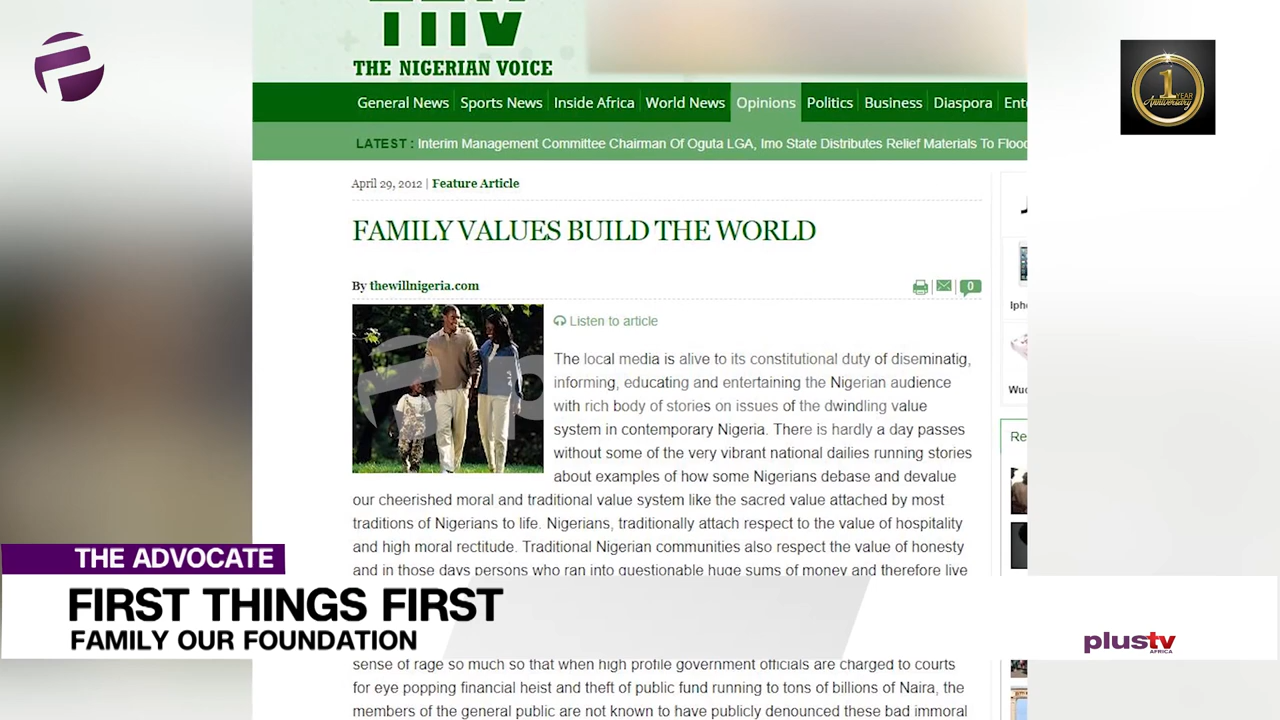 THE NIGERIAN VOICE
General News Sports News Inside Africa World News Opinions Politics Business Diaspora
1 YEAR
Anniversary
LATEST : Interim Management Committee Chairman Of Oguta LGA, Imo State Distributes Relief Materials To
April 29, 2012 | Feature Article
FAMILY VALUES BUILD THE WORLD
By thewillnigeria.com
0
Listen to article
The local media is alive to its constitutional duty of diseminatig,
informing, educating and entertaining the Nigerian audience
with rich body of stories on issues of the dwindling value
system in contemporary Nigeria. There is hardly a day passes
without some of the very vibrant national dailies running stories
about examples of how some Nigerians debase and devalue
our cheerished moral and traditional value system like the sacred value attached by most
traditions of Nigerians to life. Nigerians, traditionally attach respect to the value of hospitality
and high moral rectitude. Traditional Nigerian communities also respect the value of honesty
and in those days persons who ran into questionable huge sums of money and therefore live
THE ADVOCATE
FIRST THINGS FIRST
FAMILY OUR FOUNDATION
plustv
AFRICA
sense of rage so much so that when high profile government officials are charged to courts
for eye popping financial heist and theft of public fund running to tons of billions of Naira, the
members of the general public are not known to have publicly denounced these bad immoral